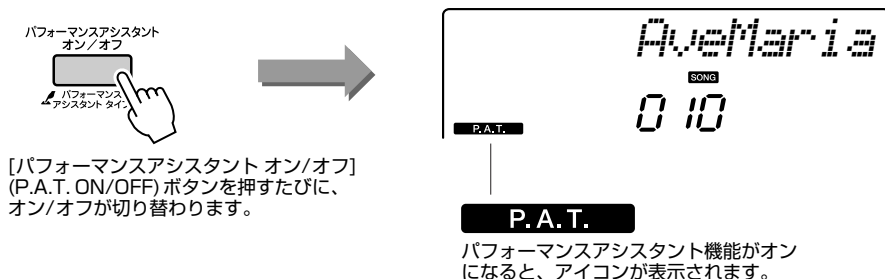 パフォーマンスアシスタント
オン／オフ
パフォーマンス
アシスタント タイプ
[パフォーマンスアシスタント オン/オフ]
(P.A.T. ON/OFF) ボタンを押すたびに、
オン/オフが切り替わります。
AveMaria
SONG
010
P.A.T.
P.A.T.
パフォーマンスアシスタント機能がオン
になると、アイコンが表示されます。